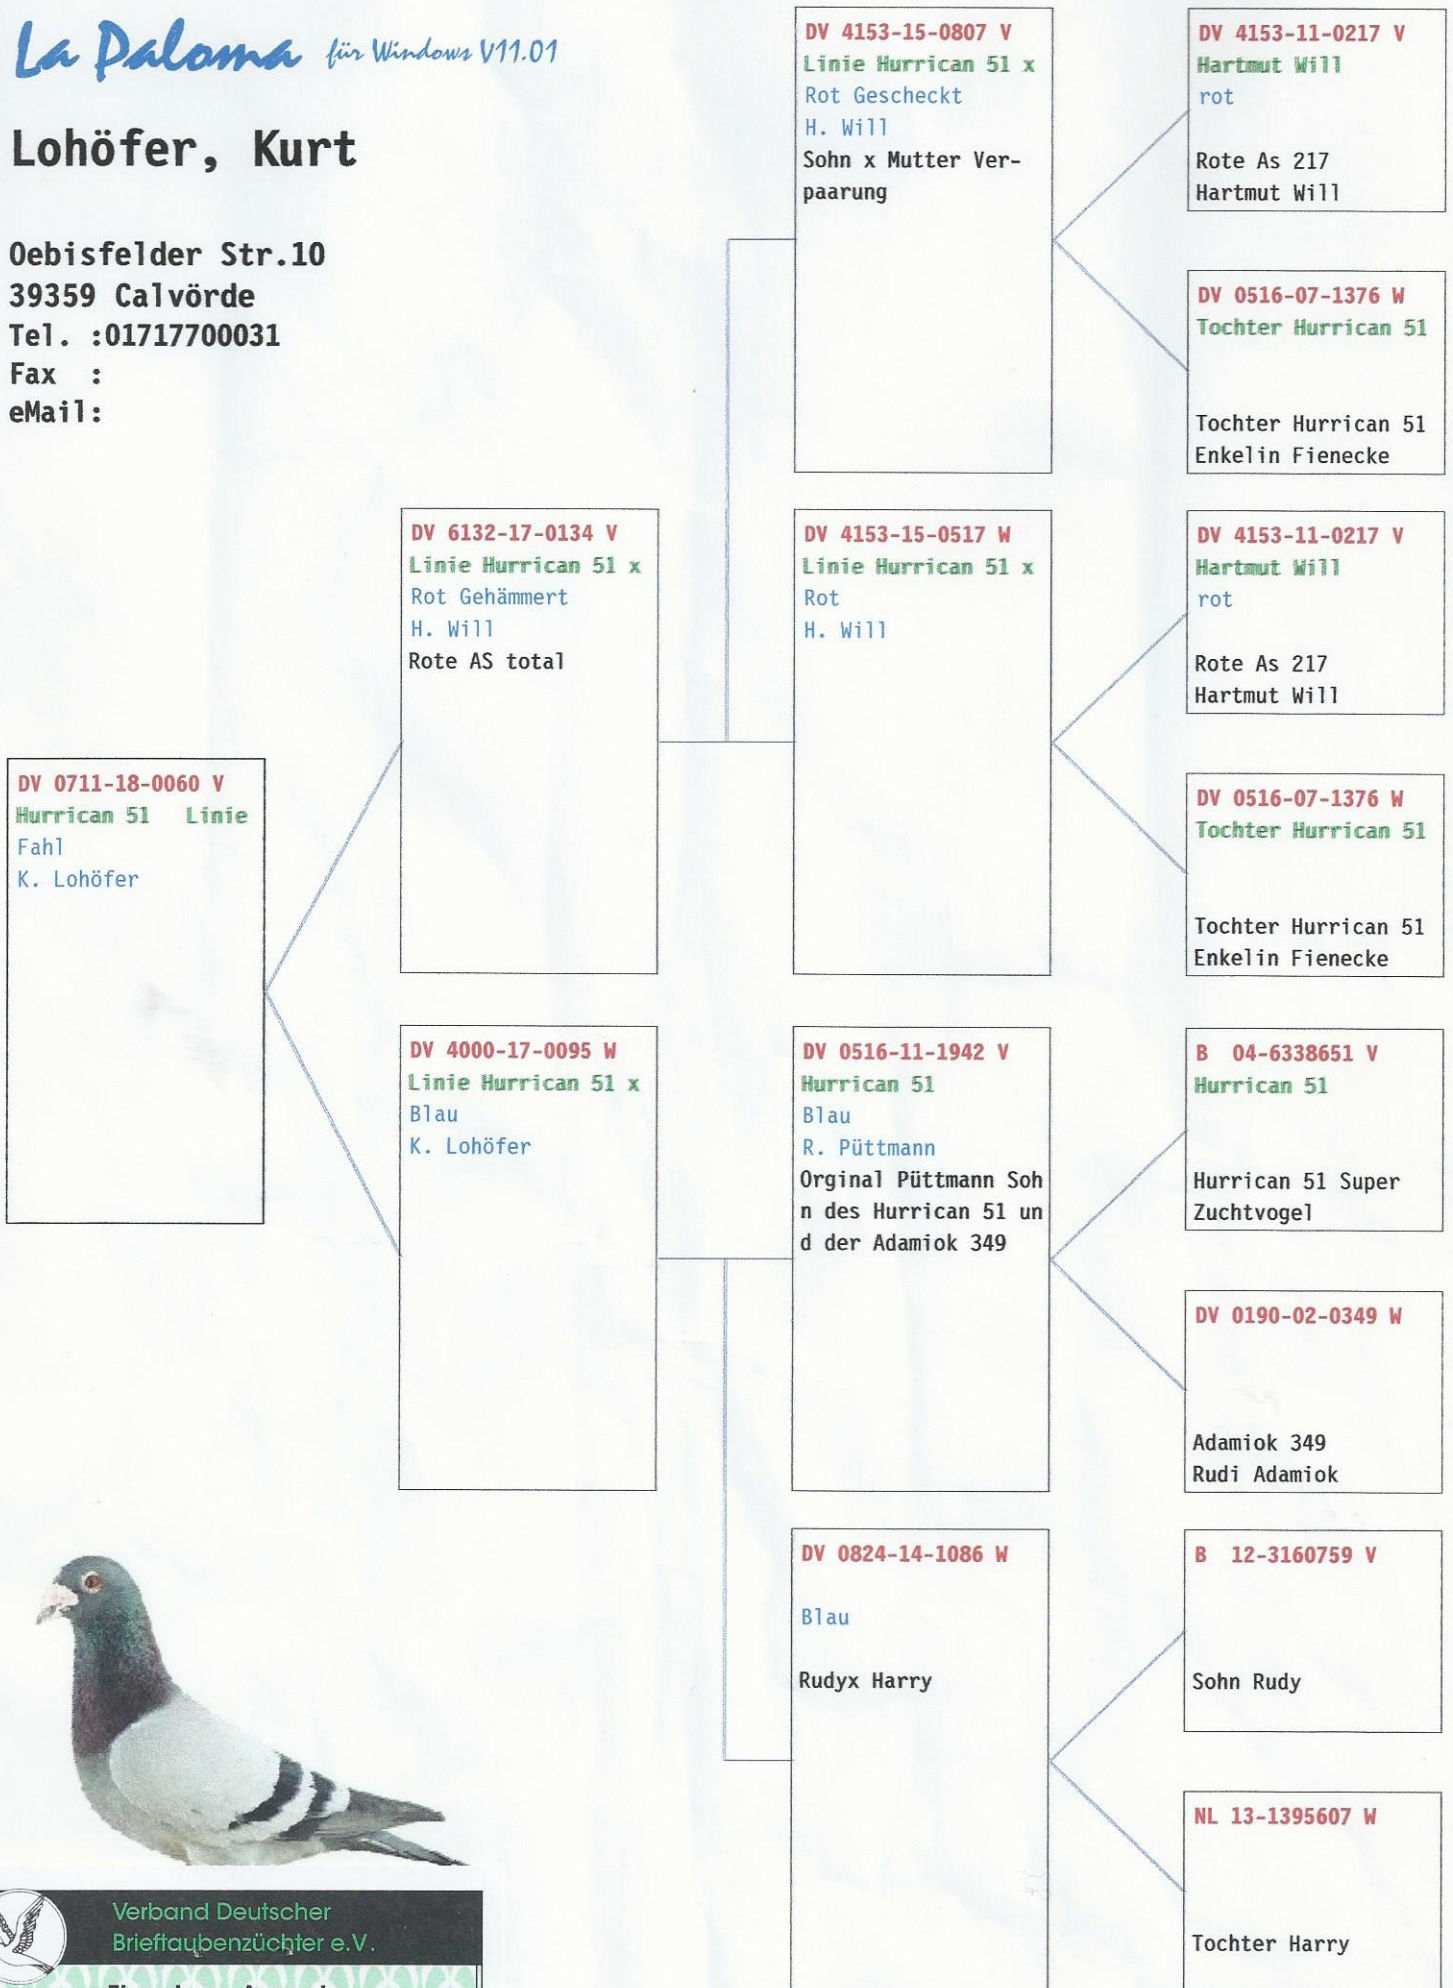 La Paloma für Windows V11.01
Lohöfer, Kurt
Oebisfelder Str.10
39359 Calvörde
Tel. :01717700031
Fax :
eMail:
DV 0711-18-0060 V
Hurrican 51 Linie
Fahl
K. Lohöfer
DV 6132-17-0134 V
Linie Hurrican 51 x
Rot Gehämmert
H. Will
Rote AS total
DV 4000-17-0095 W
Linie Hurrican 51 x
Blau
K. Lohöfer
DV 4153-15-0807 V
Linie Hurrican 51 x
Rot Gescheckt
H. Will
Sohn x Mutter Ver-
paarung
DV 4153-15-0517 W
Linie Hurrican 51 x
Rot
H. Will
DV 0516-11-1942 V
Hurrican 51
Blau
R. Püttmann
Orginal Püttmann Soh
n des Hurrican 51 un
d der Adamiok 349
DV 0824-14-1086 W
Blau
Rudyx Harry
DV 4153-11-0217 V
Hartmut Will
rot
Rote As 217
Hartmut Will
DV 0516-07-1376 W
Tochter Hurrican 51
Tochter Hurrican 51
Enkelin Fienecke
DV 4153-11-0217 V
Hartmut Will
rot
Rote As 217
Hartmut Will
DV 0516-07-1376 W
Tochter Hurrican 51
Tochter Hurrican 51
Enkelin Fienecke
B 04-6338651 V
Hurrican 51
Hurrican 51 Super
Zuchtvogel
DV 0190-02-0349 W
Adamiok 349
Rudi Adamiok
B 12-3160759 V
Sohn Rudy
NL 13-1395607 W
Tochter Harry
Verband Deutscher
Brieftaubenzüchter e.V.